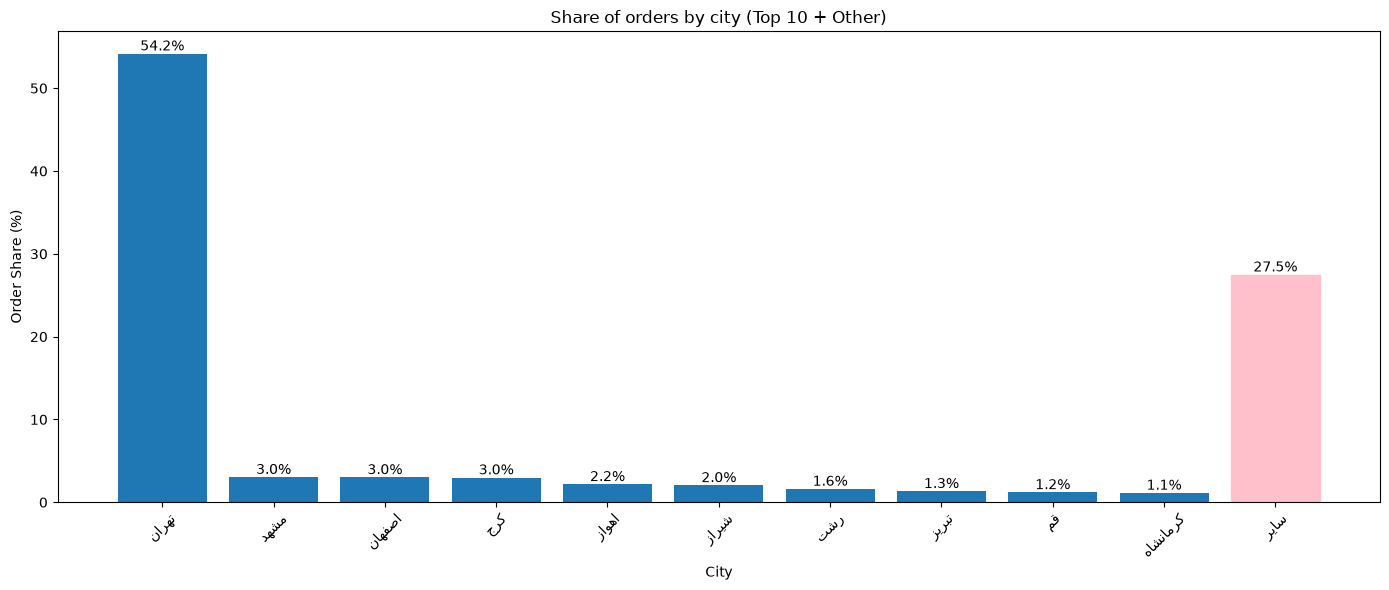 Share of orders by city (Top 10 + Other)
Order Share (%)
50
40
30
20
10
0
54.2%
3.0%
3.0%
3.0%
2.2%
2.0%
1.6%
1.3%
1.2%
1.1%
27.5%
تهران
مشهد
اصفهان
کرج
اهواز
شیراز
رشت
تبریز
قم
کرمانشاه
سایر
City